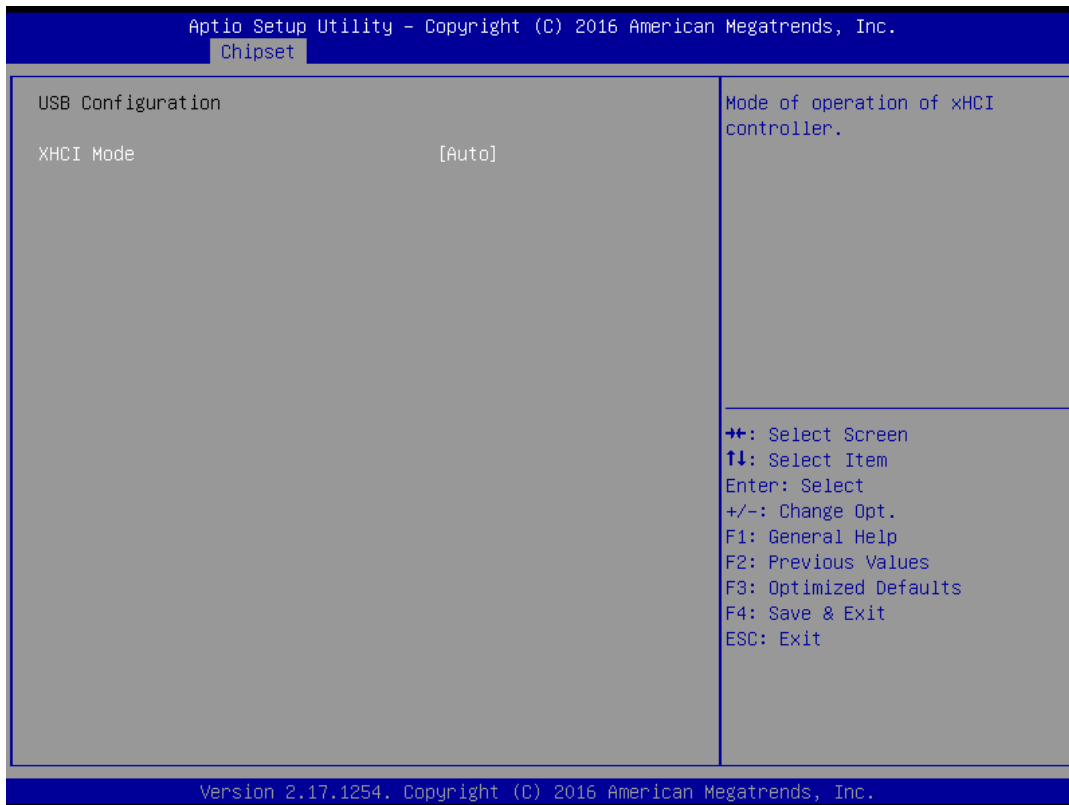 Aptio Setup Utility – Copyright (C) 2016 American Megatrends, Inc.
Chipset
USB Configuration
XHCI Mode [Auto]
Mode of operation of xHCI
controller.
→←: Select Screen
↑↓: Select Item
Enter: Select
+/-: Change Opt.
F1: General Help
F2: Previous Values
F3: Optimized Defaults
F4: Save & Exit
ESC: Exit
Version 2.17.1254. Copyright (C) 2016 American Megatrends, Inc.